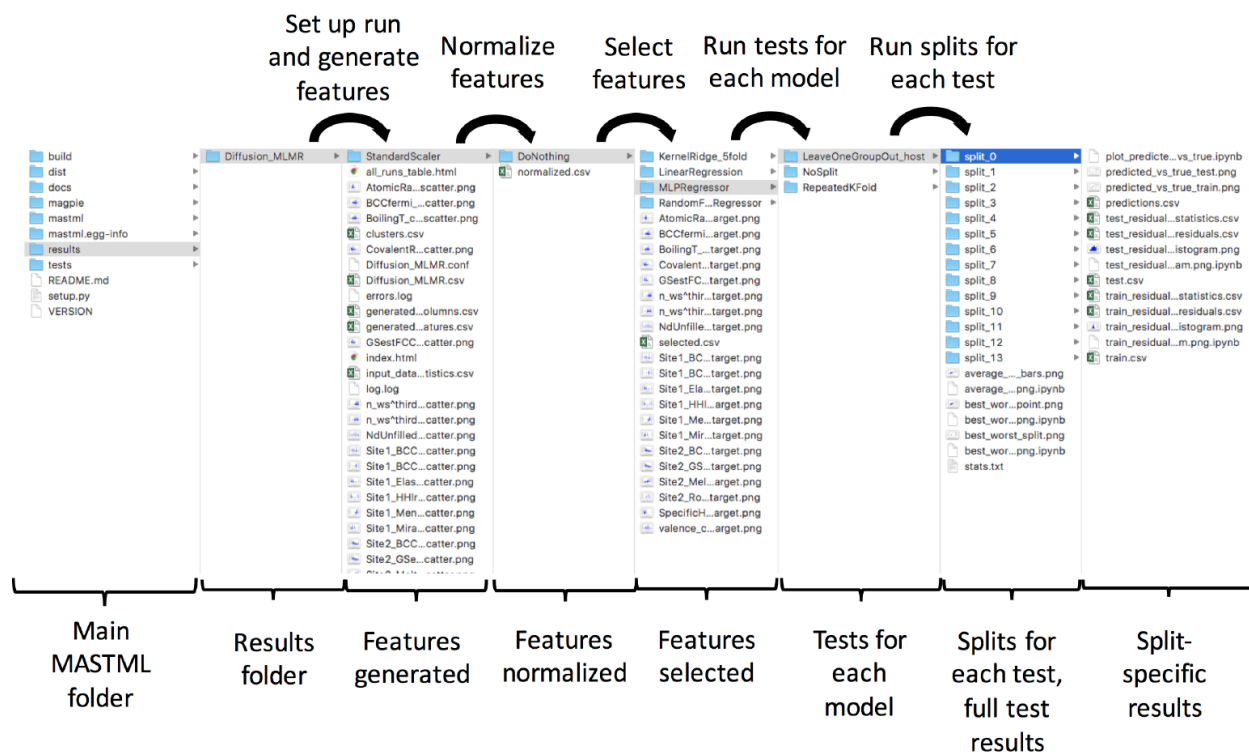 Set up run
and generate
features
Normalize
features
Select
features
Run tests for
each model
Run splits for
each test
build
dist
docs
magpie
mastml
mastml.egg-info
results
tests
README.md
setup.py
VERSION
Diffusion_MLMR
StandardScaler
all_runs_table.html
AtomicRa...scatter.png
BCCfermi_...catter.png
BoilingT_c...scatter.png
clusters.csv
CovalentR...catter.png
Diffusion_MLMR.conf
Diffusion_MLMR.csv
errors.log
generated...olumns.csv
generated...atures.csv
GSestFCC...catter.png
index.html
input_data...tistics.csv
log.log
n_ws^third...catter.png
n_ws^third...catter.png
NdUnfilled...catter.png
Site1_BCC...catter.png
Site1_BCC...catter.png
Site1_Elas...catter.png
Site1_HHIr...catter.png
Site1_Men...catter.png
Site1_Mira...catter.png
Site2_BCC...catter.png
Site2_GSe...catter.png
DoNothing
normalized.csv
KernelRidge_5fold
LinearRegression
MLPRegressor
RandomF...Regressor
AtomicRa...arget.png
BCCfermi...arget.png
BoilingT_...target.png
Covalent...target.png
GSestFC...target.png
n_ws^thir...target.png
n_ws^thir...target.png
NdUnfille...target.png
selected.csv
Site1_BC...target.png
Site1_BC...target.png
Site1_Ela...target.png
Site1_HHI...target.png
Site1_Me...target.png
Site1_Mir...target.png
Site2_BC...target.png
Site2_GS...target.png
Site2_Mel...target.png
Site2_Ro...target.png
SpecificH...arget.png
valence_c...arget.png
LeaveOneGroupOut_host
NoSplit
RepeatedKFold
split_0
split_1
split_2
split_3
split_4
split_5
split_6
split_7
split_8
split_9
split_10
split_11
split_12
split_13
average_..._bars.png
average_...png.ipynb
best_wor...point.png
best_wor...png.ipynb
best_worst_split.png
best_wor...png.ipynb
stats.txt
plot_predicte...vs_true.ipynb
predicted_vs_true_test.png
predicted_vs_true_train.png
predictions.csv
test_residual...statistics.csv
test_residual...residuals.csv
test_residual...istogram.png
test_residual...am.png.ipynb
test.csv
train_residual...statistics.csv
train_residual...residuals.csv
train_residual...istogram.png
train_residual...m.png.ipynb
train.csv
Main
MASTML
folder
Results
folder
Features
generated
Features
normalized
Features
selected
Tests for
each
model
Splits for
each test,
full test
results
Split-
specific
results